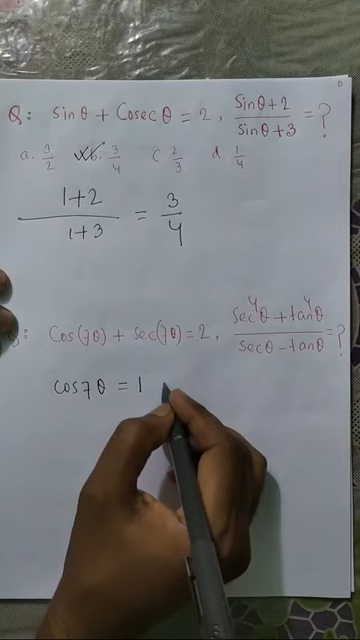 Q: sinθ + Cosecθ = 2, (sinθ+2)/(sinθ+3) = ?
a. 3/2 b. 3/4 c 2/3 d. 1/4
(1+2)/(1+3) = 3/4
: Cos(7θ) + sec(7θ) = 2, (sec⁴θ + tan⁴θ)/(secθ - tanθ) = ?
cos7θ = 1